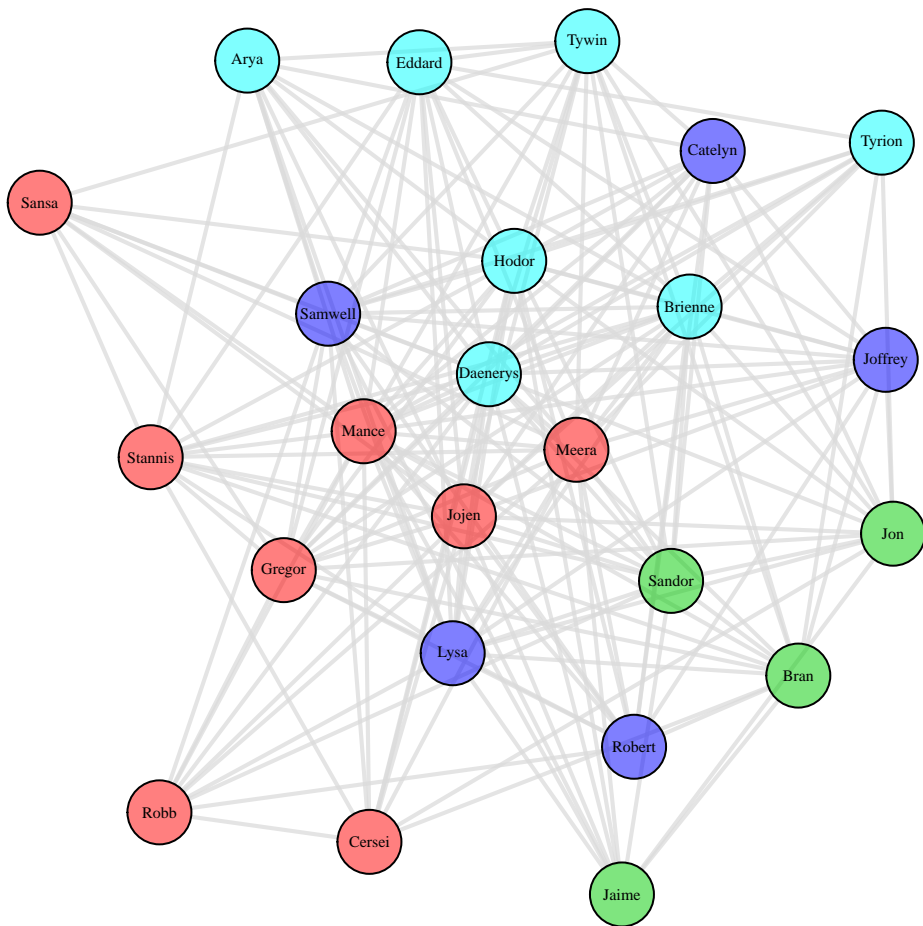 Tywin
Arya
Eddard
Tyrion
Catelyn
Sansa
Hodor
Brienne
Samwell
Joffrey
Daenerys
Mance
Meera
Stannis
Jojen
Jon
Gregor
Sandor
Lysa
Bran
Robert
Robb
Cersei
Jaime